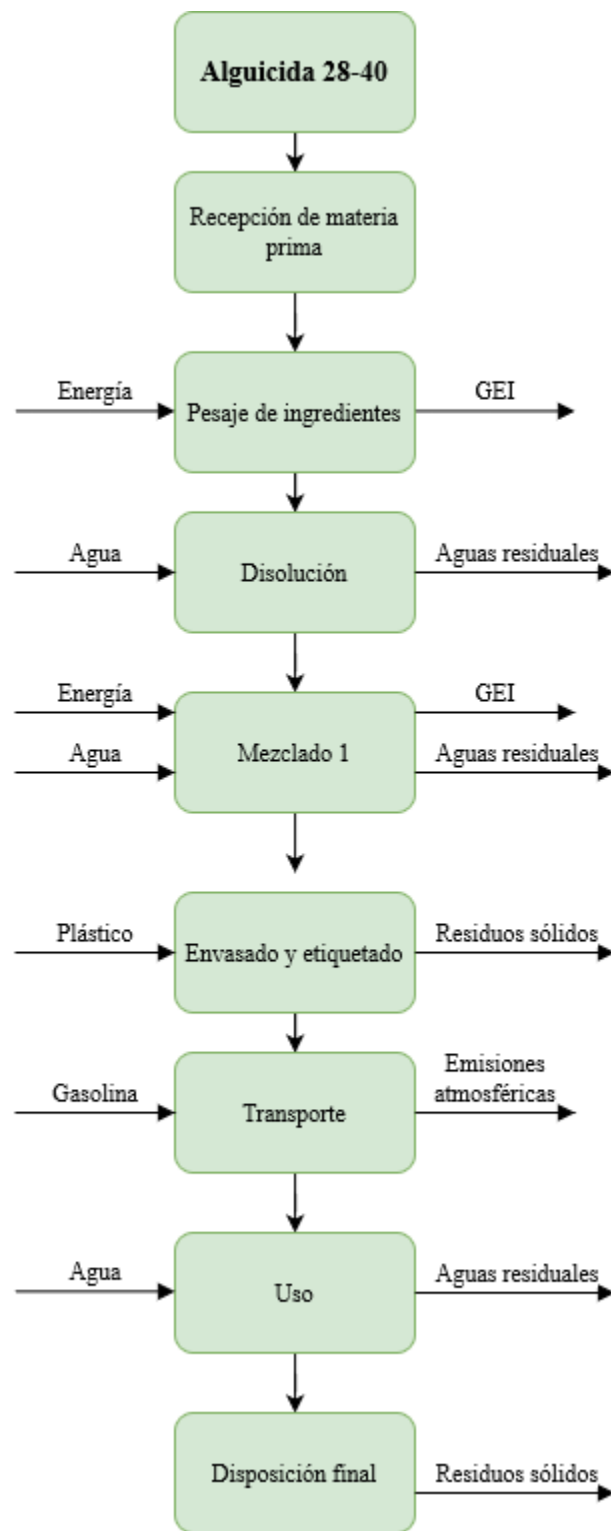 Alguicida 28-40
Recepción de materia
prima
Energía
Pesaje de ingredientes
GEI
Agua
Disolución
Aguas residuales
Energía
GEI
Agua
Mezclado 1
Aguas residuales
Plástico
Envasado y etiquetado
Residuos sólidos
Gasolina
Transporte
Emisiones
atmosféricas
Agua
Uso
Aguas residuales
Disposición final
Residuos sólidos